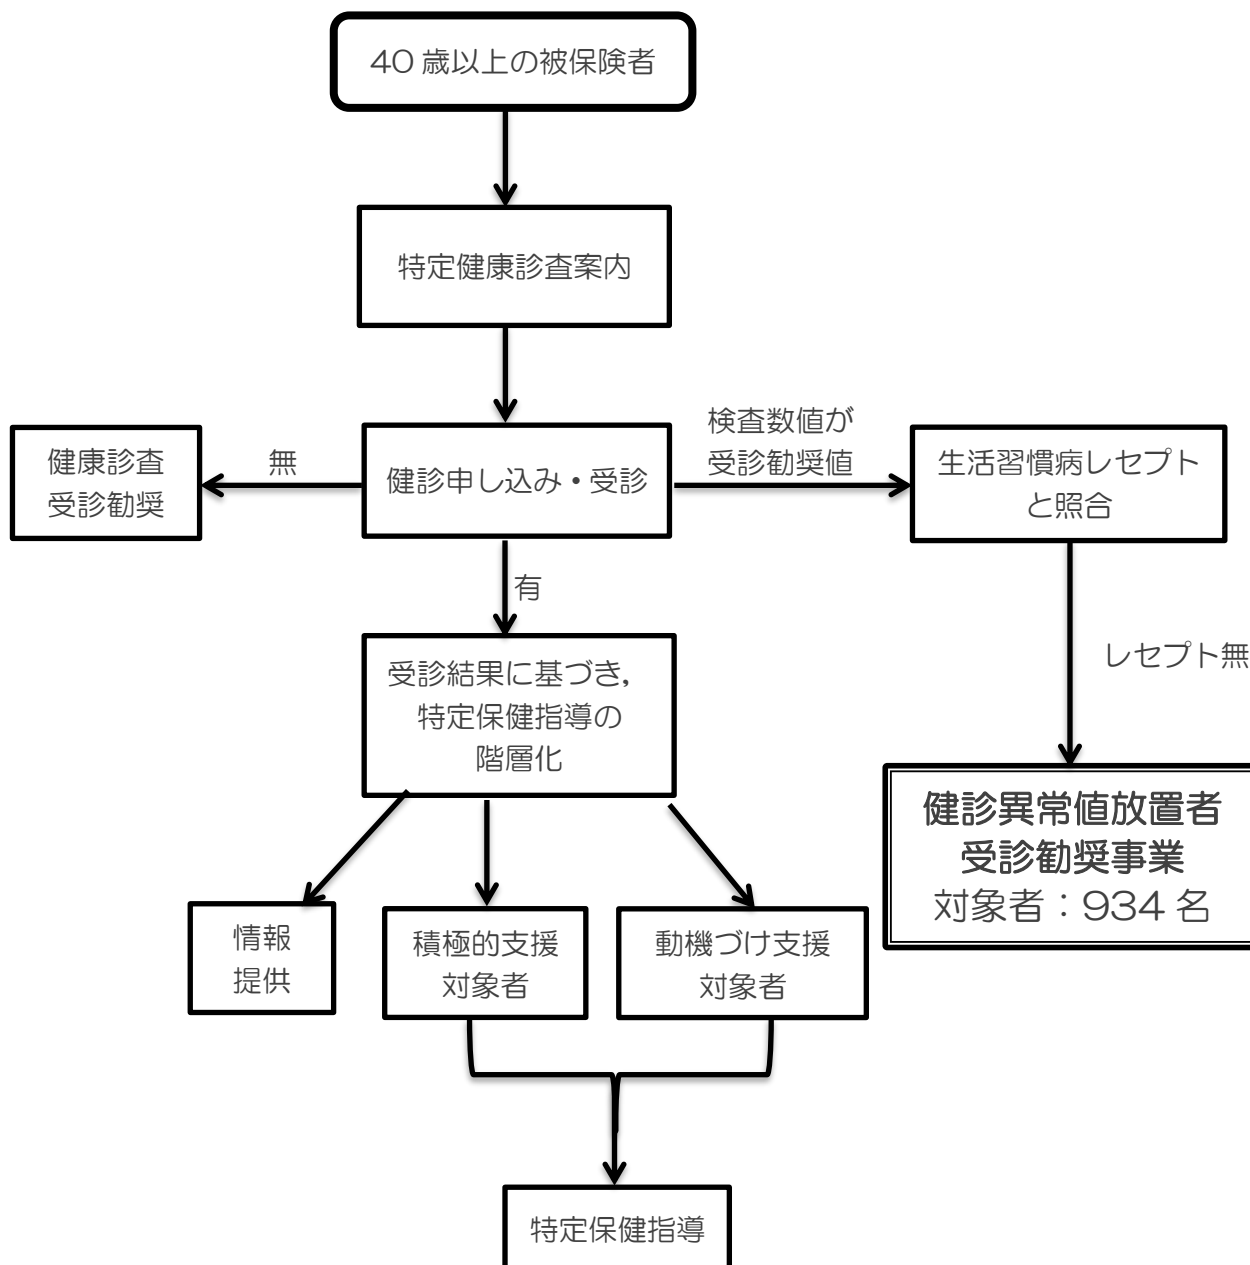 40歳以上の被保険者
特定健康診査案内
検査数値が
受診勧奨値
健康診査
受診勧奨
無
健診申し込み・受診
生活習慣病レセプト
と照合
有
受診結果に基づき,
特定保健指導の
階層化
レセプト無
健診異常値放置者
受診勧奨事業
対象者：934名
情報
提供
積極的支援
対象者
動機づけ支援
対象者
特定保健指導